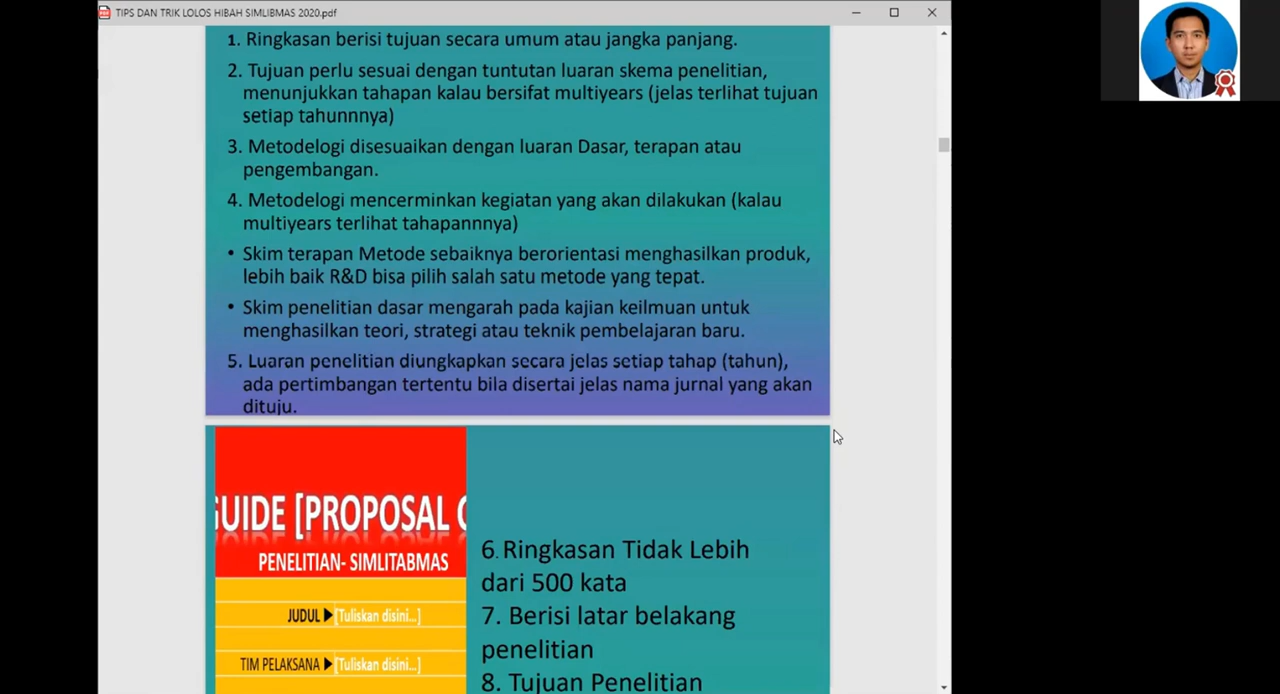 TIPS DAN TRIK LOLOS HIBAH SIMLIBMAS 2020.pdf
1. Ringkasan berisi tujuan secara umum atau jangka panjang.
2. Tujuan perlu sesuai dengan tuntutan luaran skema penelitian,
menunjukkan tahapan kalau bersifat multiyears (jelas terlihat tujuan
setiap tahunnnya)
3. Metodelogi disesuaikan dengan luaran Dasar, terapan atau
pengembangan.
4. Metodelogi mencerminkan kegiatan yang akan dilakukan (kalau
multiyears terlihat tahapannnya)
• Skim terapan Metode sebaiknya berorientasi menghasilkan produk,
lebih baik R&D bisa pilih salah satu metode yang tepat.
• Skim penelitian dasar mengarah pada kajian keilmuan untuk
menghasilkan teori, strategi atau teknik pembelajaran baru.
5. Luaran penelitian diungkapkan secara jelas setiap tahap (tahun),
ada pertimbangan tertentu bila disertai jelas nama jurnal yang akan
dituju.
UIDE [PROPOSAL
PENELITIAN- SIMLITABMAS
JUDUL ▶ [Tuliskan disini...]
TIM PELAKSANA ▶ [Tuliskan disini...]
6. Ringkasan Tidak Lebih
dari 500 kata
7. Berisi latar belakang
penelitian
8. Tujuan Penelitian